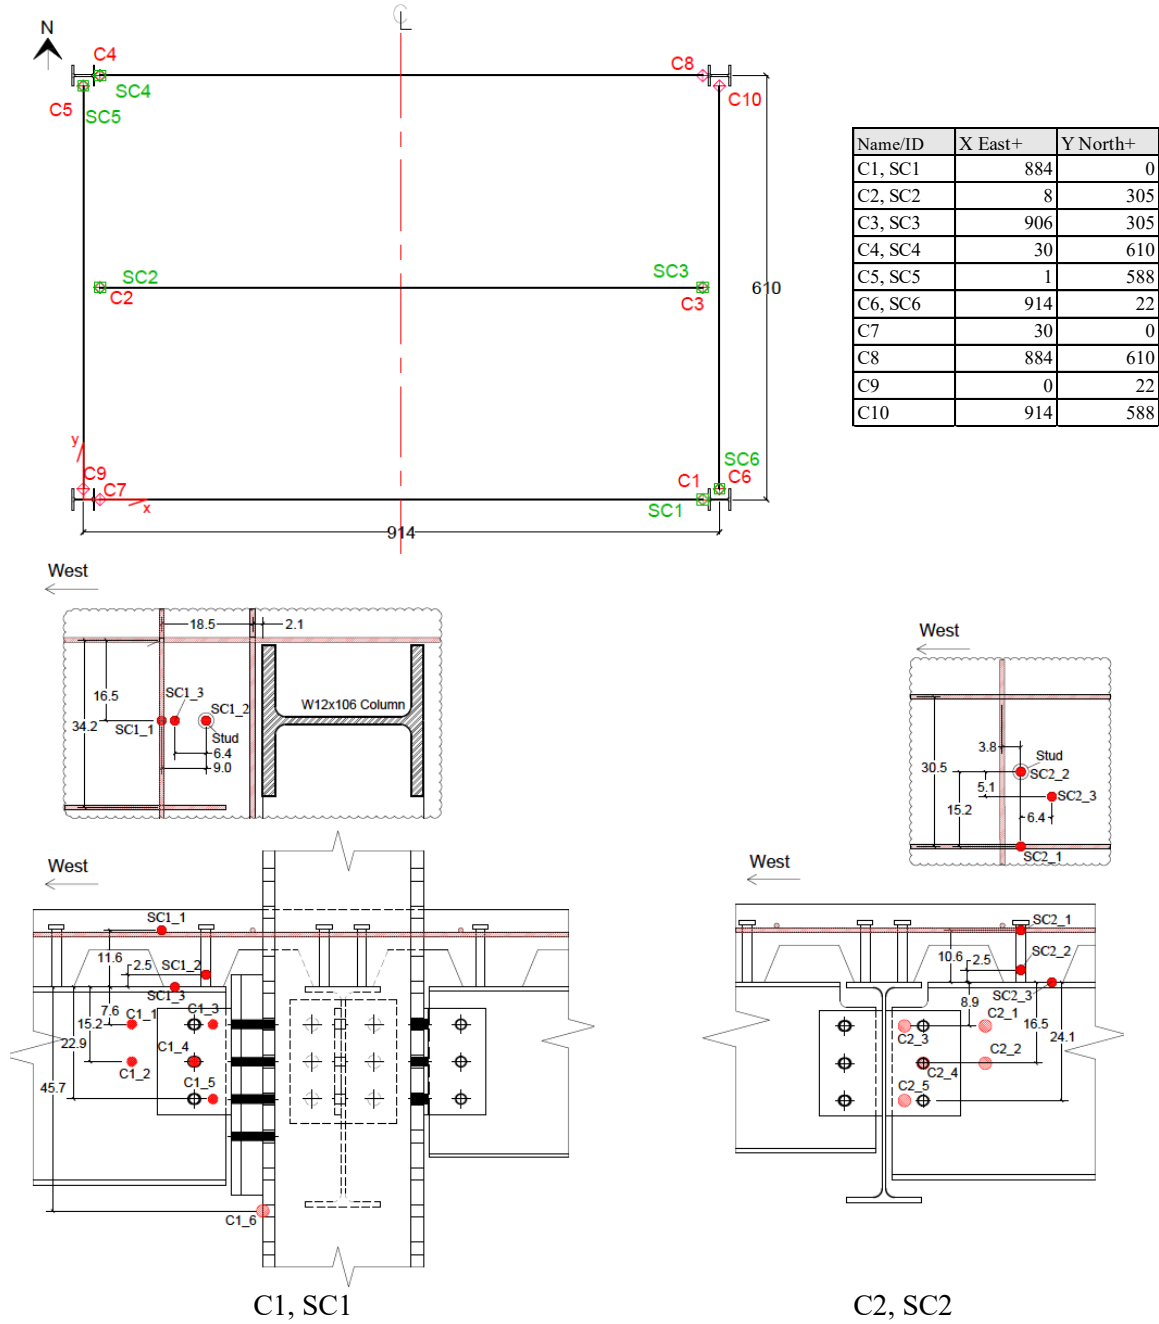 N
℄
C4
C8
SC4
C5
C10
SC5
Name/ID X East+ Y North+
C1, SC1 884 0
C2, SC2 8 305
C3, SC3 906 305
C4, SC4 30 610
C5, SC5 1 588
C6, SC6 914 22
C7 30 0
C8 884 610
C9 0 22
C10 914 588
SC2
SC3
C2
C3
610
y
C9
C7
x
SC6
C1
C6
SC1
914
West
18.5
2.1
16.5
34.2
SC1_3
SC1_1
SC1_2
Stud
W12x106 Column
6.4
9.0
West
3.8
Stud
SC2_2
30.5
5.1
15.2
SC2_3
6.4
SC2_1
West
SC1_1
11.6
2.5
SC1_2
SC1_3
7.6
C1_1
C1_3
15.2
22.9
C1_4
C1_2
C1_5
45.7
C1_6
West
SC2_1
10.6
2.5
SC2_2
SC2_3
8.9
C2_1
16.5
C2_3
24.1
C2_2
C2_4
C2_5
C1, SC1
C2, SC2